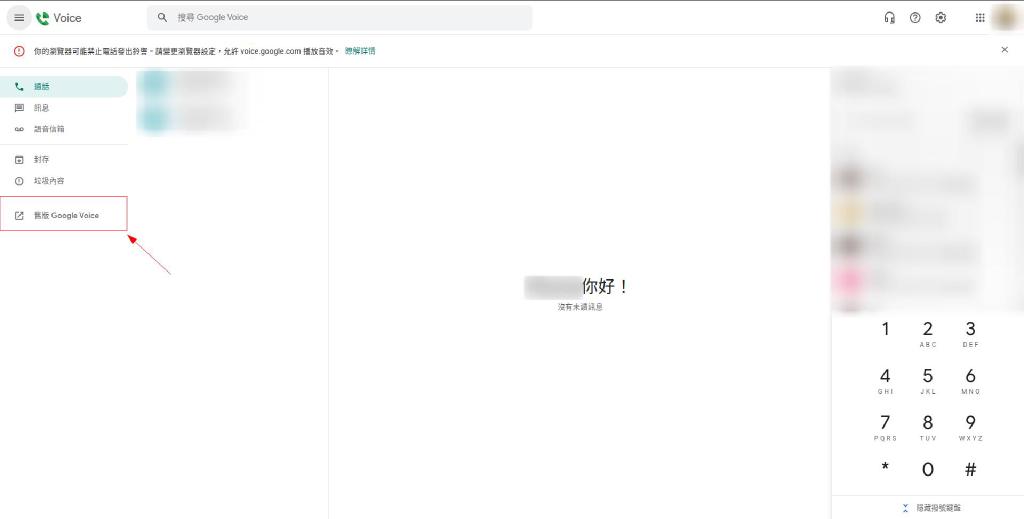 Voice
搜尋 Google Voice
你的瀏覽器可能禁止電話發出鈴聲。請變更瀏覽器設定，允許 voice.google.com 播放音效。 瞭解詳情
通話
訊息
語音信箱
封存
垃圾內容
舊版 Google Voice
你好！
沒有未讀訊息
1 2 3
ABC DEF
4 5 6
GHI JKL MNO
7 8 9
PQRS TUV WXYZ
* 0 #
隱藏撥號鍵盤